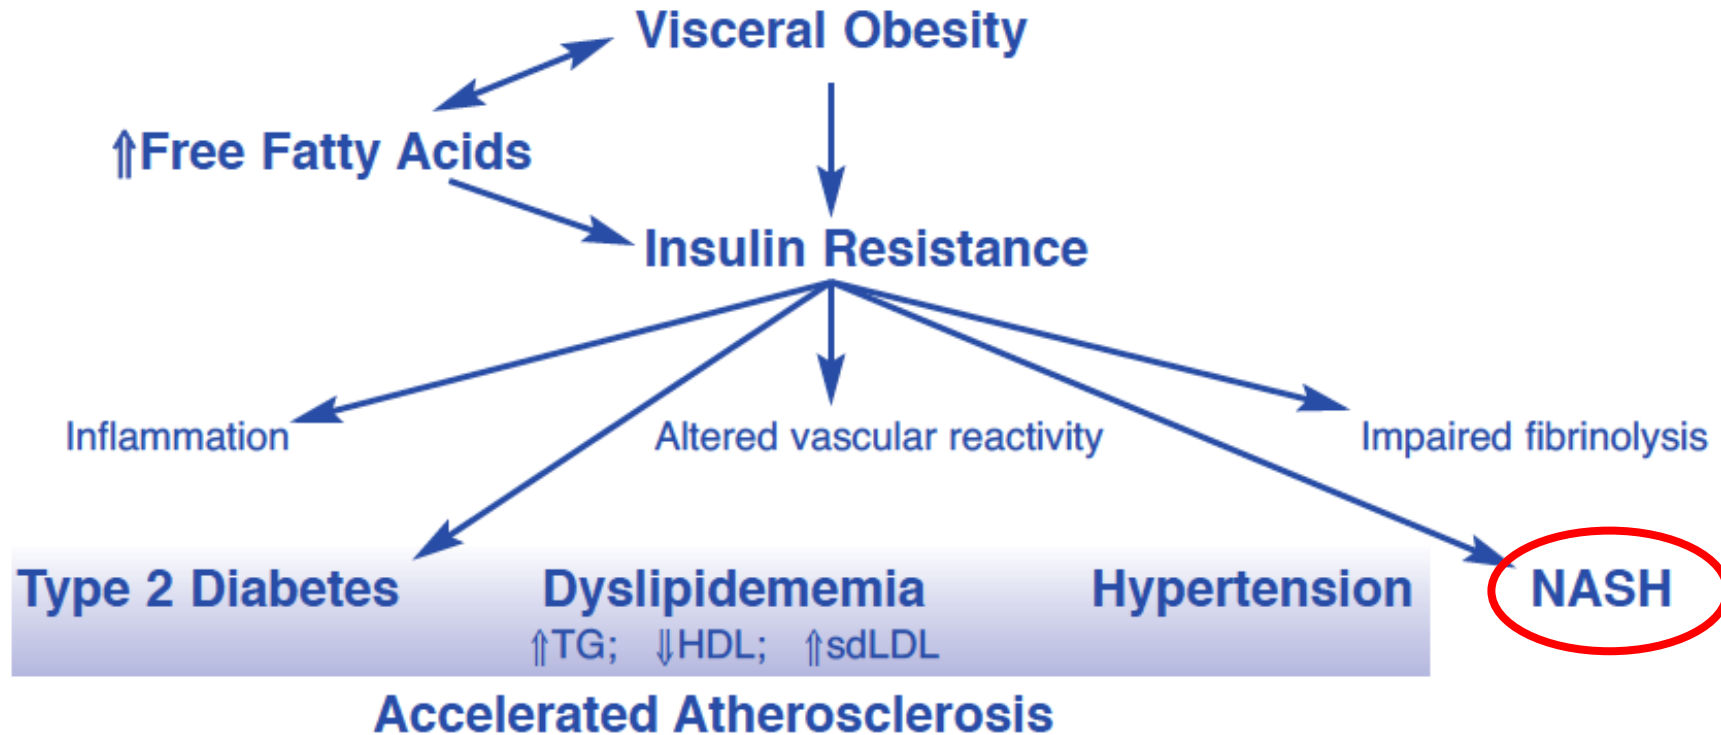 Visceral Obesity
⇑Free Fatty Acids
Insulin Resistance
Inflammation Altered vascular reactivity Impaired fibrinolysis
Type 2 Diabetes Dyslipidememia Hypertension NASH
⇑TG; ⇓HDL; ⇑sdLDL
Accelerated Atherosclerosis